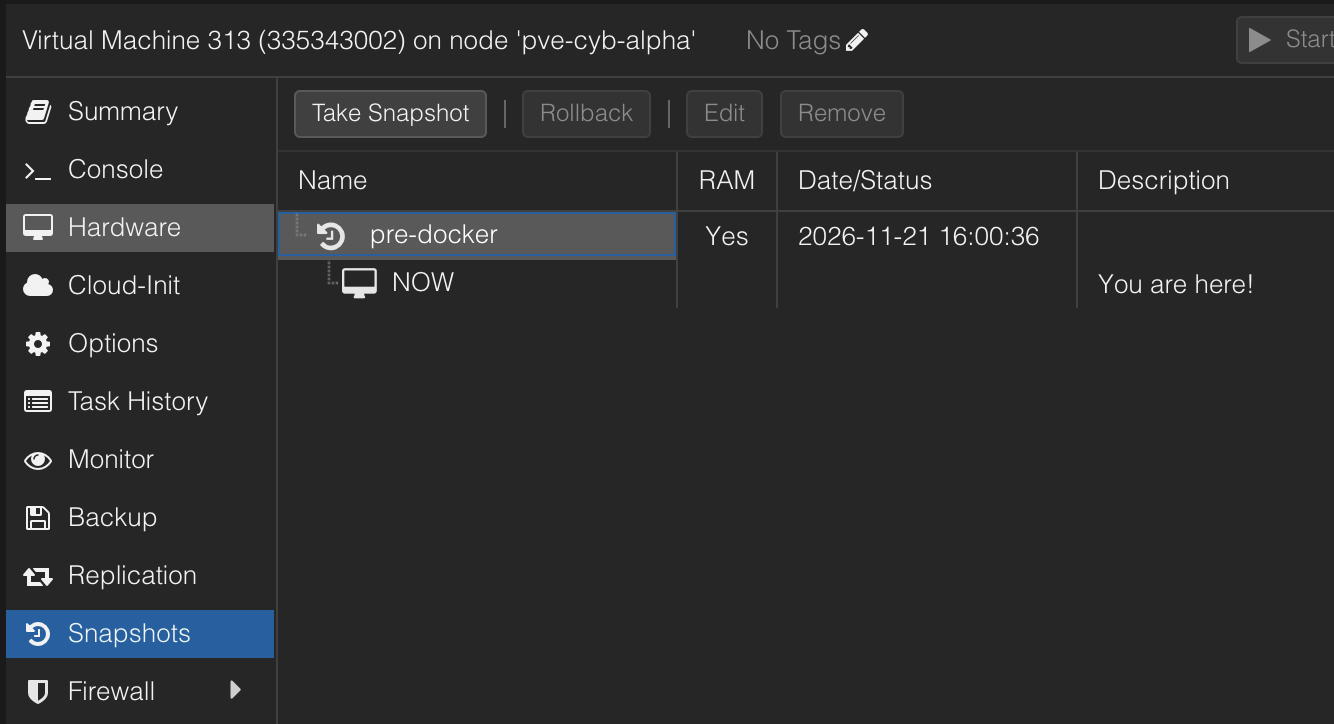 Virtual Machine 313 (335343002) on node 'pve-cyb-alpha' No Tags Start
Summary
Console
Hardware
Cloud-Init
Options
Task History
Monitor
Backup
Replication
Snapshots
Firewall
Take Snapshot Rollback Edit Remove
Name RAM Date/Status Description
pre-docker Yes 2026-11-21 16:00:36
NOW You are here!